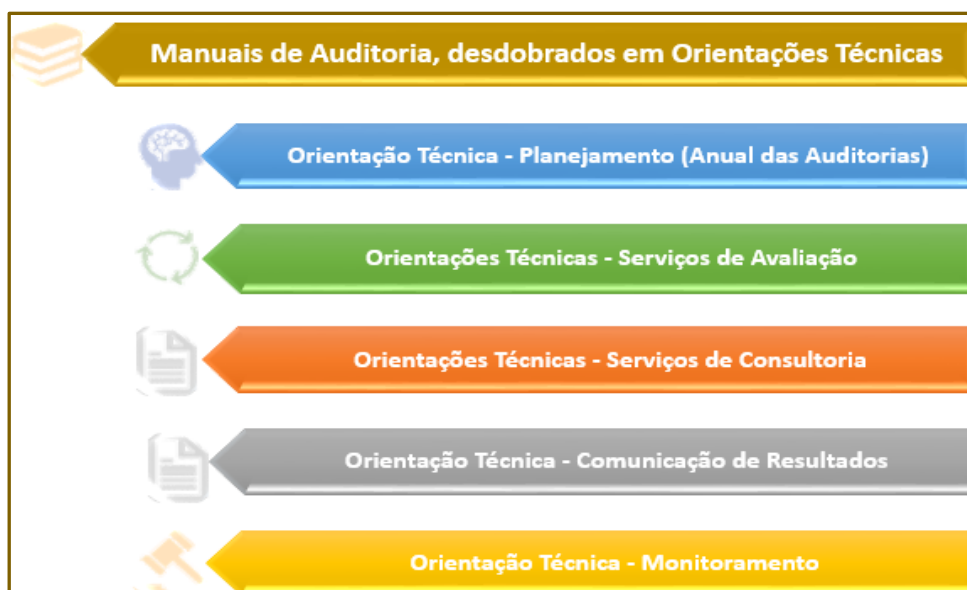 Manuais de Auditoria, desdobrados em Orientações Técnicas
Orientação Técnica - Planejamento (Anual das Auditorias)
Orientações Técnicas - Serviços de Avaliação
Orientações Técnicas - Serviços de Consultoria
Orientação Técnica - Comunicação de Resultados
Orientação Técnica - Monitoramento